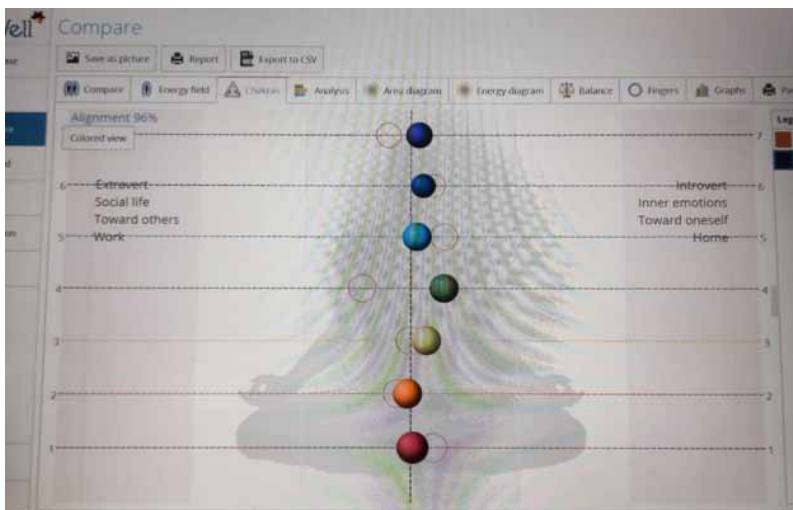 Compare
Save as picture
Report
Export to CSV
Compare
Energy field
Chakras
Analysis
Area diagram
Energy diagram
Balance
Fingers
Graphs
Alignment 96%
Colored view
7
6
Extravert
Introvert
6
Social life
Inner emotions
Toward others
Toward oneself
5
Work
Home
5
4
4
3
3
2
2
1
1